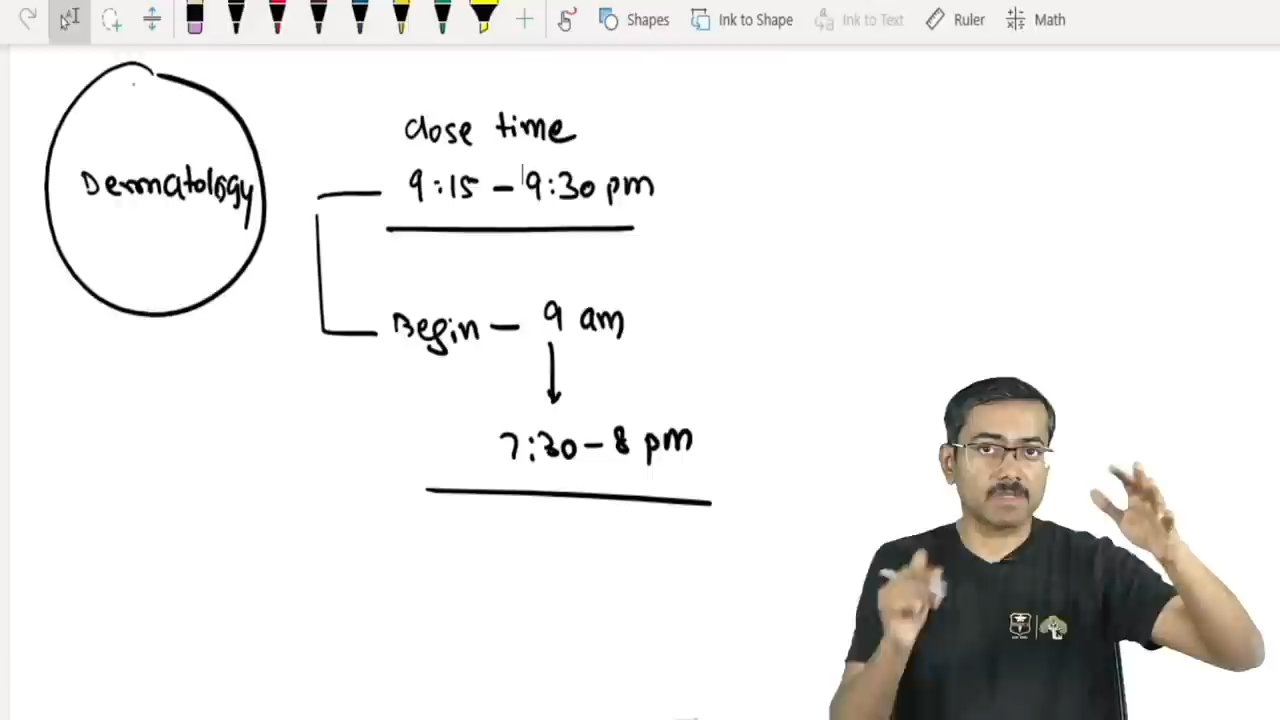 Shapes
Ink to Shape
Ink to Text
Ruler
Math
Dermatology
close time
9:15 - 9:30 pm
Begin - 9 am
7:30 - 8 pm